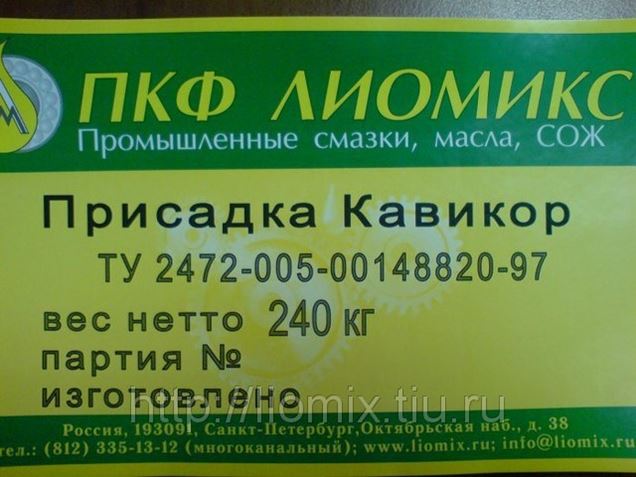 ПКФ ЛИОМИКС
Промышленные смазки, масла, СОЖ
Присадка Кавикор
ТУ 2472-005-00148820-97
вес нетто 240 кг
партия №
изготовлено
http://liomix.tiu.ru
Россия, 193091, Санкт-Петербург, Октябрьская наб., д. 38
тел.: (812) 335-13-12 (многоканальный); www.liomix.ru; info@liomix.ru